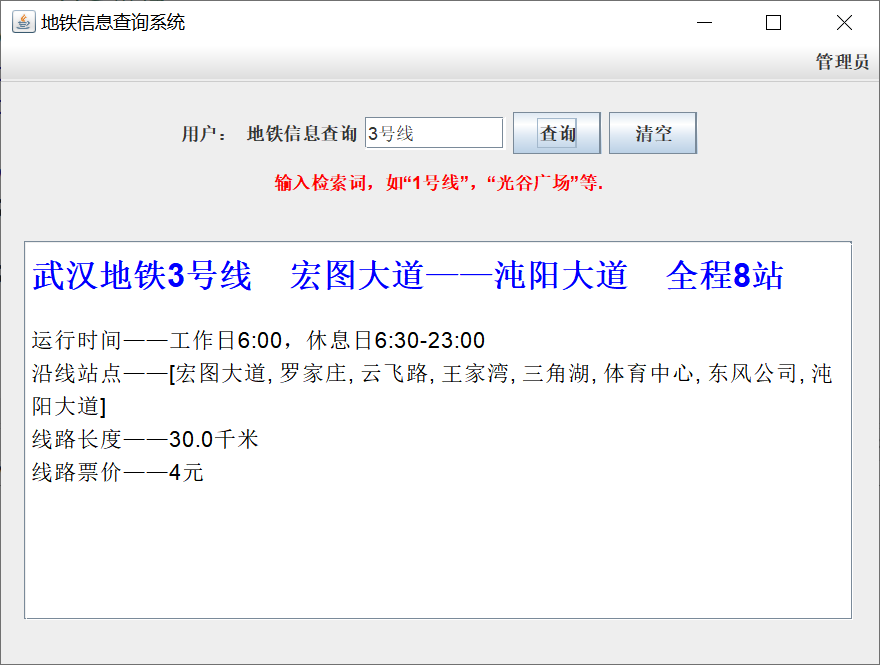 地铁信息查询系统
管理员
用户： 地铁信息查询 3号线 查询 清空
输入检索词，如“1号线”，“光谷广场”等.
武汉地铁3号线 宏图大道——沌阳大道 全程8站
运行时间——工作日6:00，休息日6:30-23:00
沿线站点——[宏图大道, 罗家庄, 云飞路, 王家湾, 三角湖, 体育中心, 东风公司, 沌
阳大道]
线路长度——30.0千米
线路票价——4元